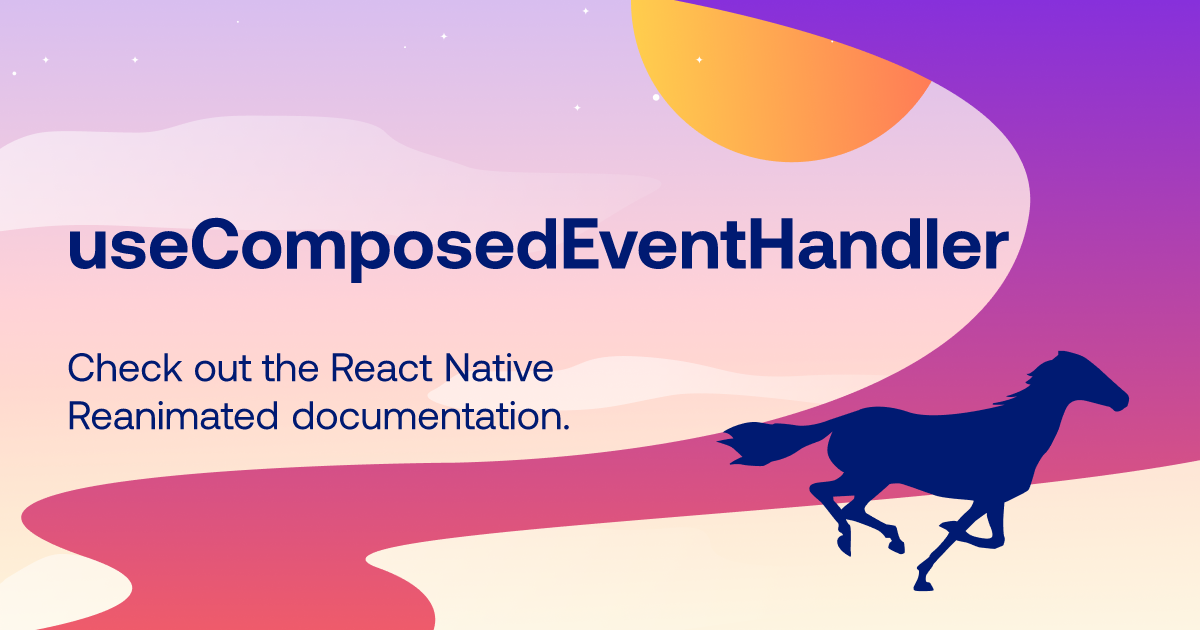 useComposedEventHandler
Check out the React Native
Reanimated documentation.